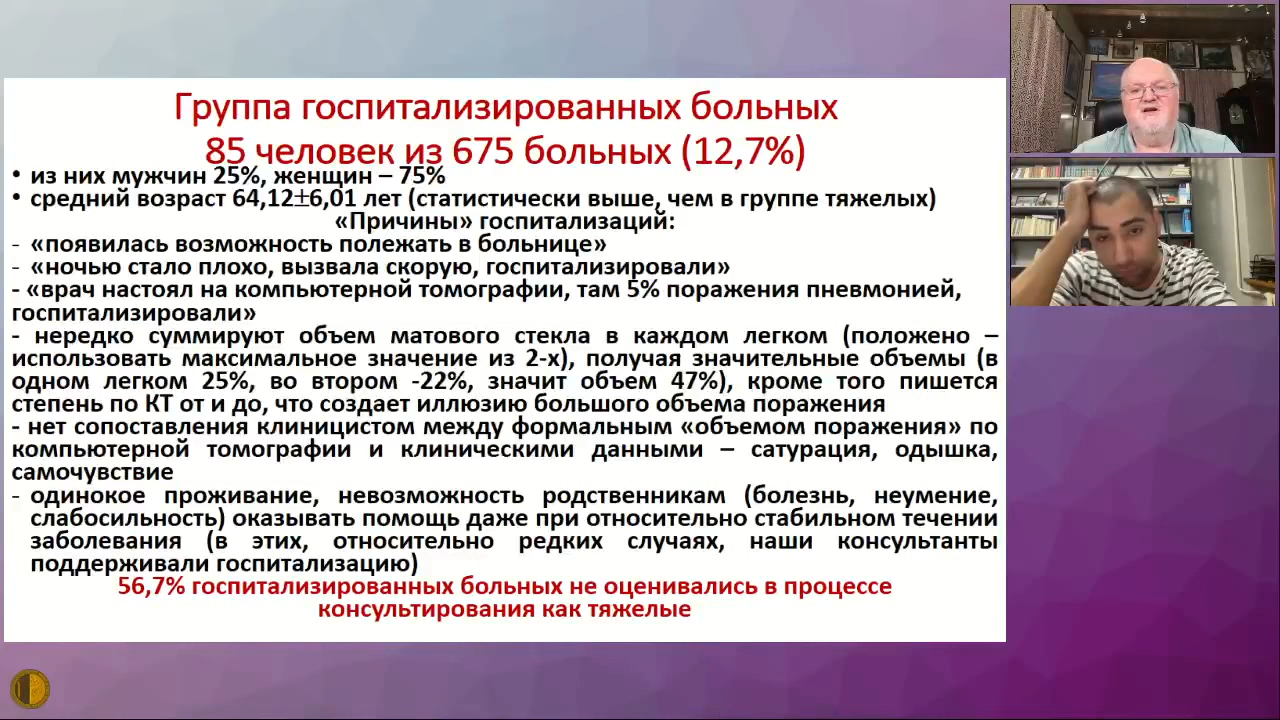 Группа госпитализированных больных
85 человек из 675 больных (12,7%)
• из них мужчин 25%, женщин – 75%
• средний возраст 64,12±6,01 лет (статистически выше, чем в группе тяжелых)
«Причины» госпитализаций:
- «появилась возможность полежать в больнице»
- «ночью стало плохо, вызвала скорую, госпитализировали»
- «врач настоял на компьютерной томографии, там 5% поражения пневмонией,
госпитализировали»
- нередко суммируют объем матового стекла в каждом легком (положено –
использовать максимальное значение из 2-х), получая значительные объемы (в
одном легком 25%, во втором -22%, значит объем 47%), кроме того пишется
степень по КТ от и до, что создает иллюзию большого объема поражения
- нет сопоставления клиницистом между формальным «объемом поражения» по
компьютерной томографии и клиническими данными – сатурация, одышка,
самочувствие
- одинокое проживание, невозможность родственникам (болезнь, неумение,
слабосильность) оказывать помощь даже при относительно стабильном течении
заболевания (в этих, относительно редких случаях, наши консультанты
поддерживали госпитализацию)
56,7% госпитализированных больных не оценивались в процессе
консультирования как тяжелые